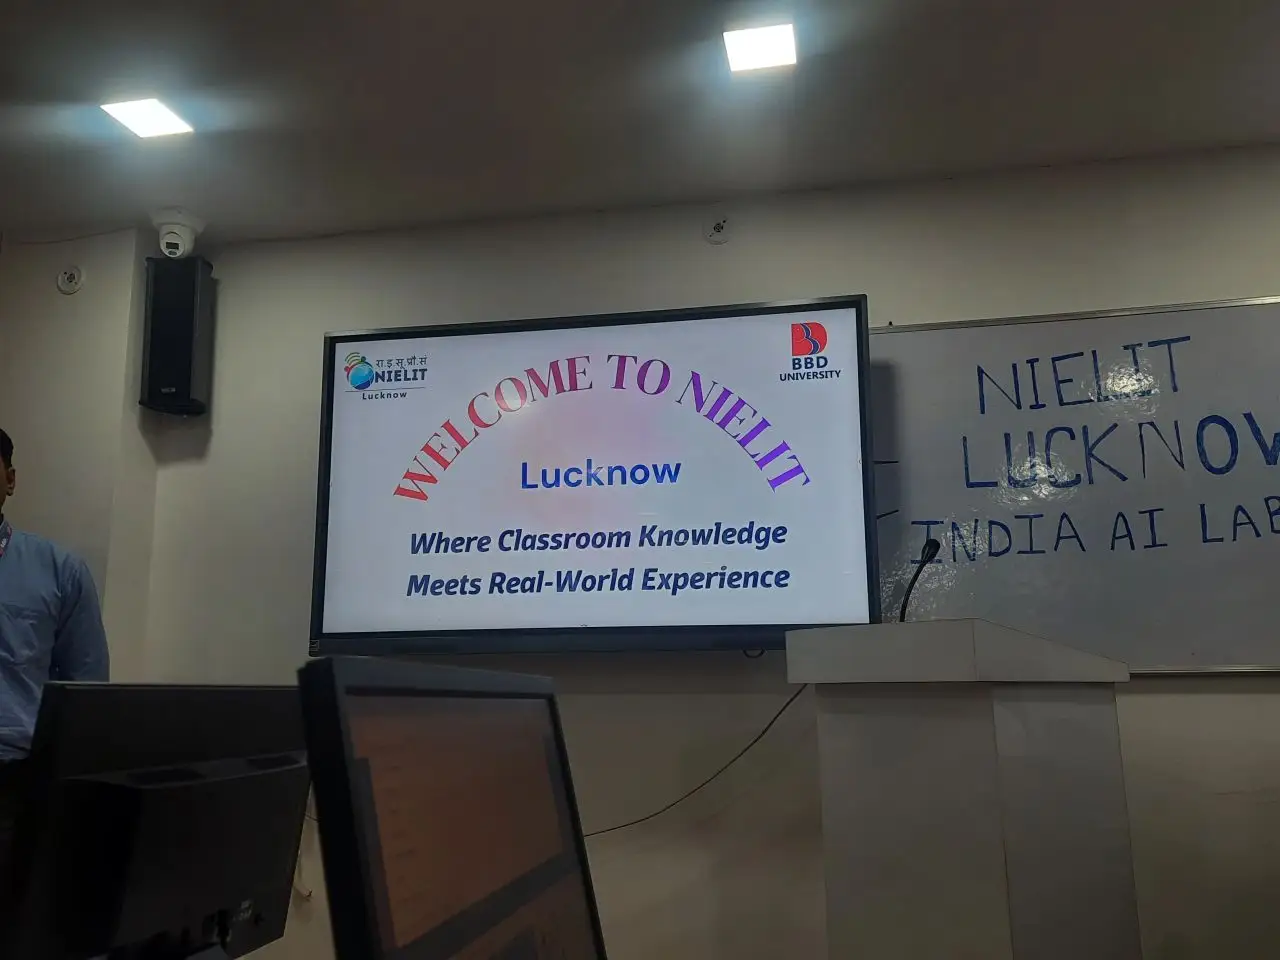 रा.इ.सू.प्रौ.सं
NIELIT
Lucknow
BBD
UNIVERSITY
WELCOME TO NIELIT
Lucknow
Where Classroom Knowledge
Meets Real-World Experience
NIELIT
LUCKNOW
INDIA AI LAB